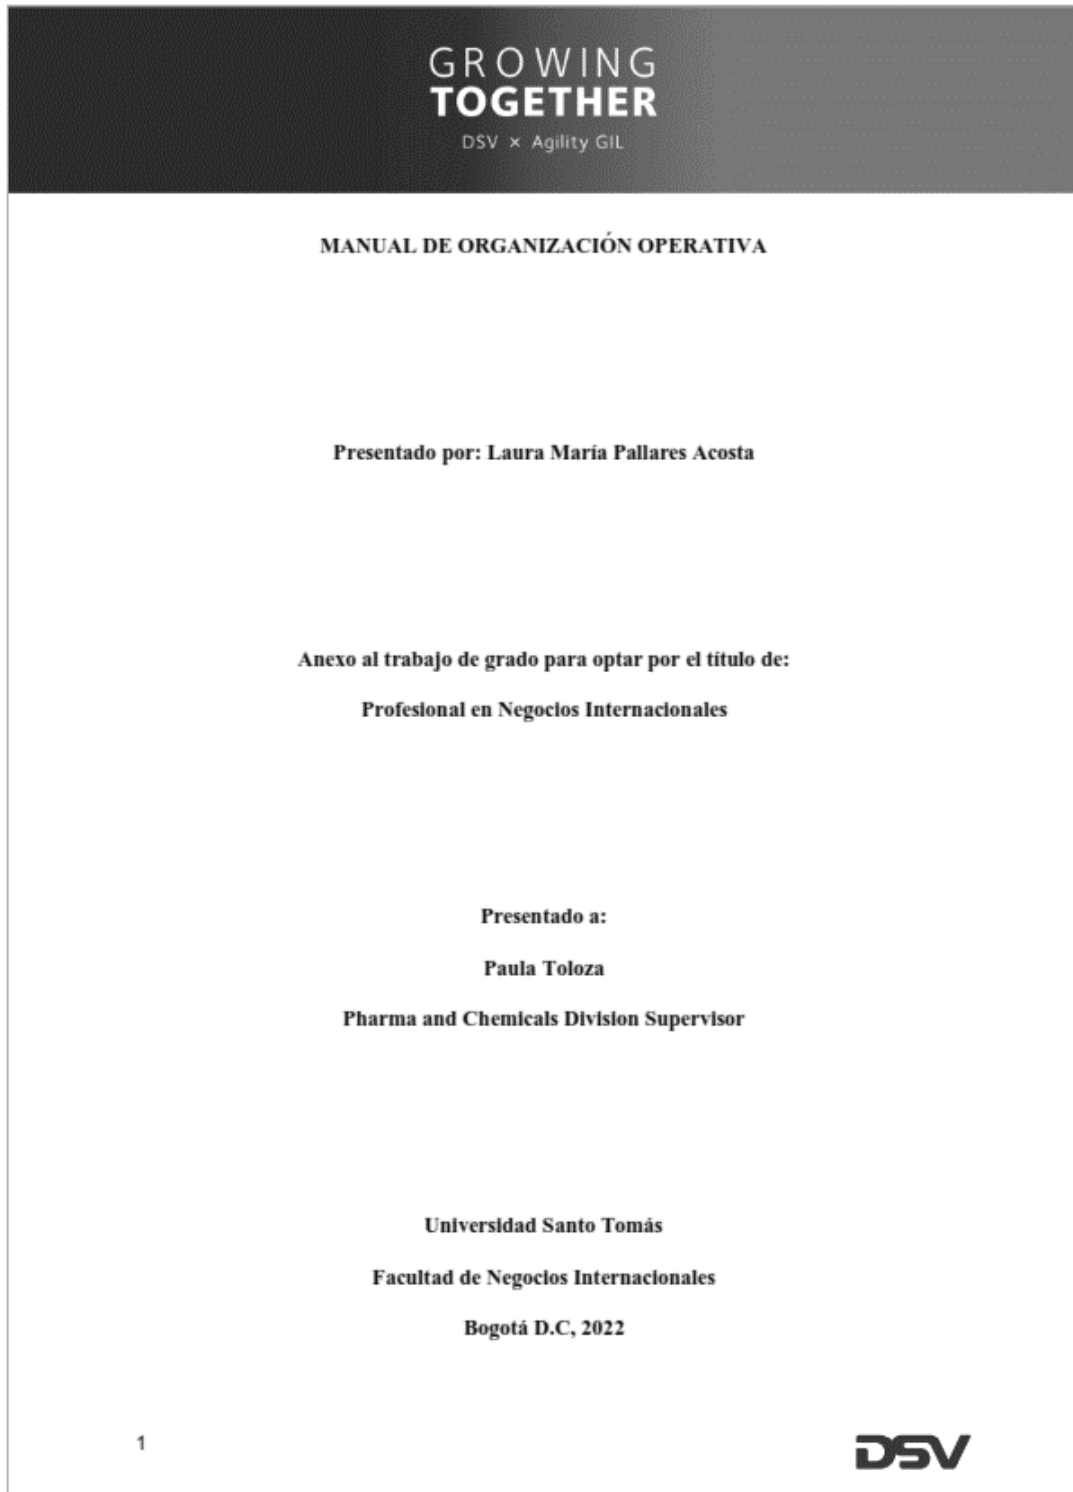 GROWING
TOGETHER
DSV × Agility GIL
MANUAL DE ORGANIZACIÓN OPERATIVA
Presentado por: Laura María Pallares Acosta
Anexo al trabajo de grado para optar por el título de:
Profesional en Negocios Internacionales
Presentado a:
Paula Toloza
Pharma and Chemicals Division Supervisor
Universidad Santo Tomás
Facultad de Negocios Internacionales
Bogotá D.C, 2022
1
DSV